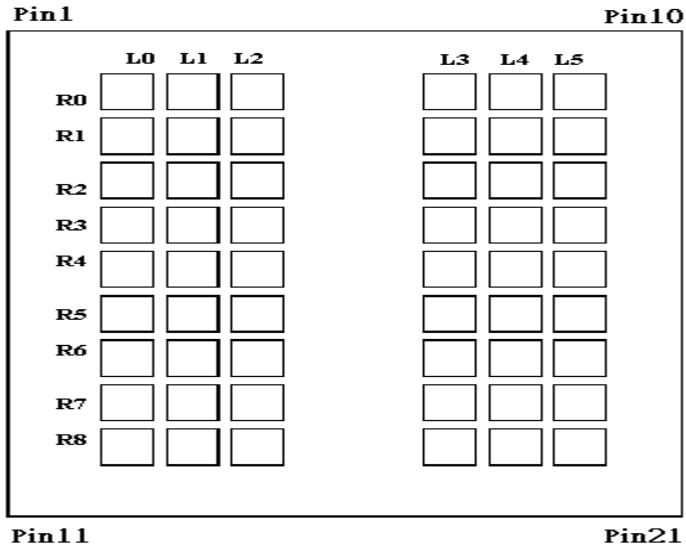 Pin1 Pin10
L0 L1 L2 L3 L4 L5
R0
R1
R2
R3
R4
R5
R6
R7
R8
Pin11 Pin21